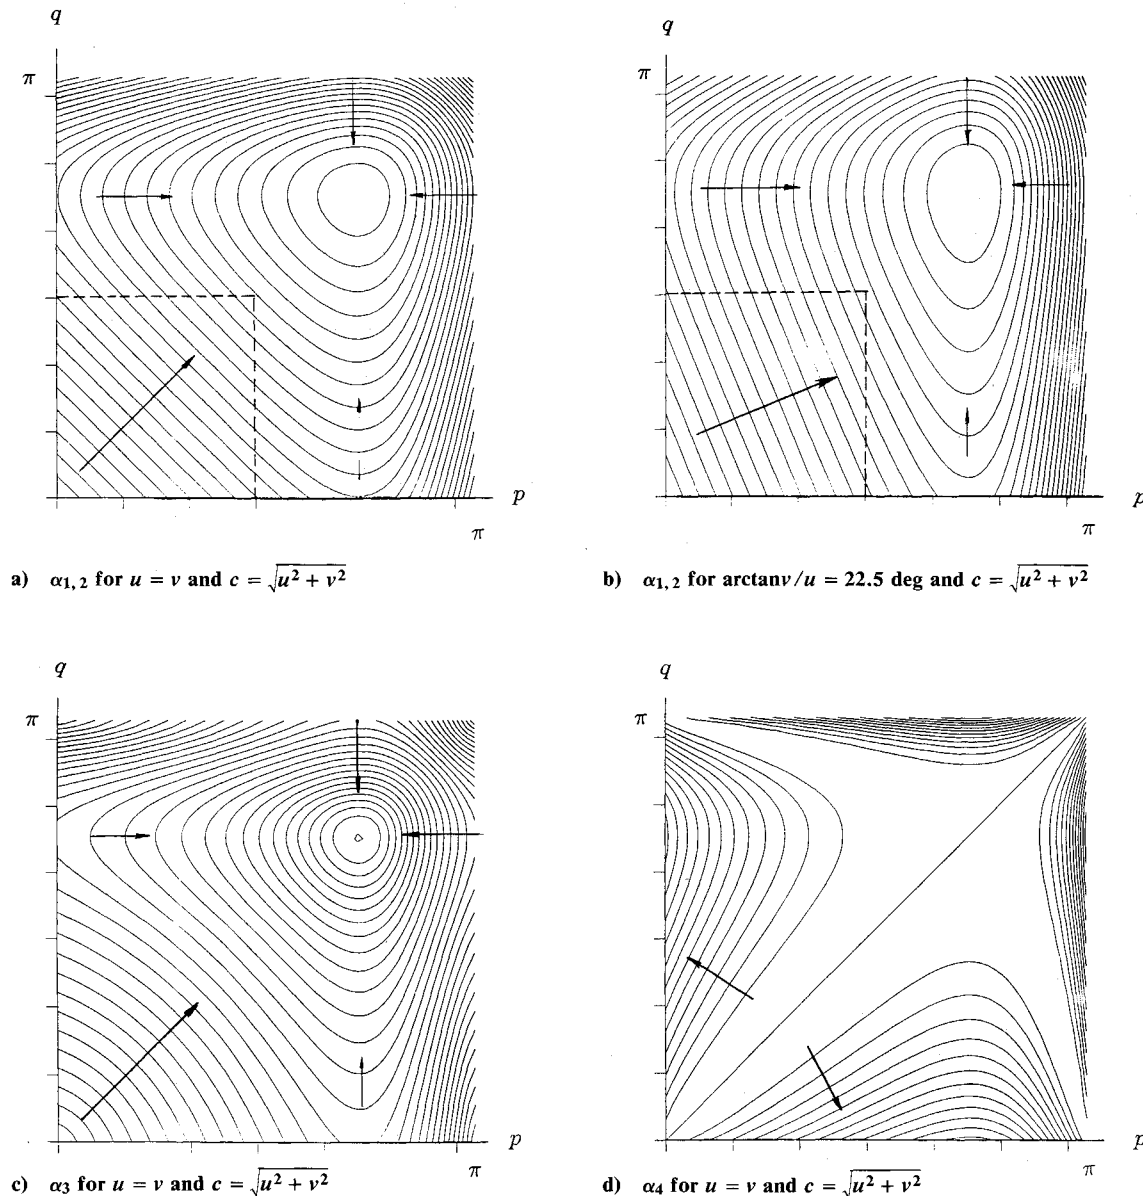 q
π
p
π
a) α1, 2 for u = v and c = √u² + v²
q
π
p
π
b) α1, 2 for arctanv/u = 22.5 deg and c = √u² + v²
q
π
p
π
c) α3 for u = v and c = √u² + v²
q
π
p
π
d) α4 for u = v and c = √u² + v²